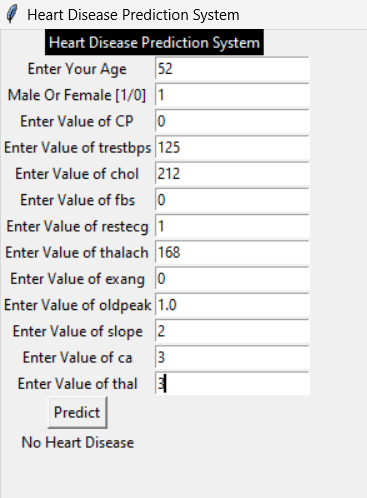 Heart Disease Prediction System
Heart Disease Prediction System
Enter Your Age 52
Male Or Female [1/0] 1
Enter Value of CP 0
Enter Value of trestbps 125
Enter Value of chol 212
Enter Value of fbs 0
Enter Value of restecg 1
Enter Value of thalach 168
Enter Value of exang 0
Enter Value of oldpeak 1.0
Enter Value of slope 2
Enter Value of ca 3
Enter Value of thal 3
Predict
No Heart Disease